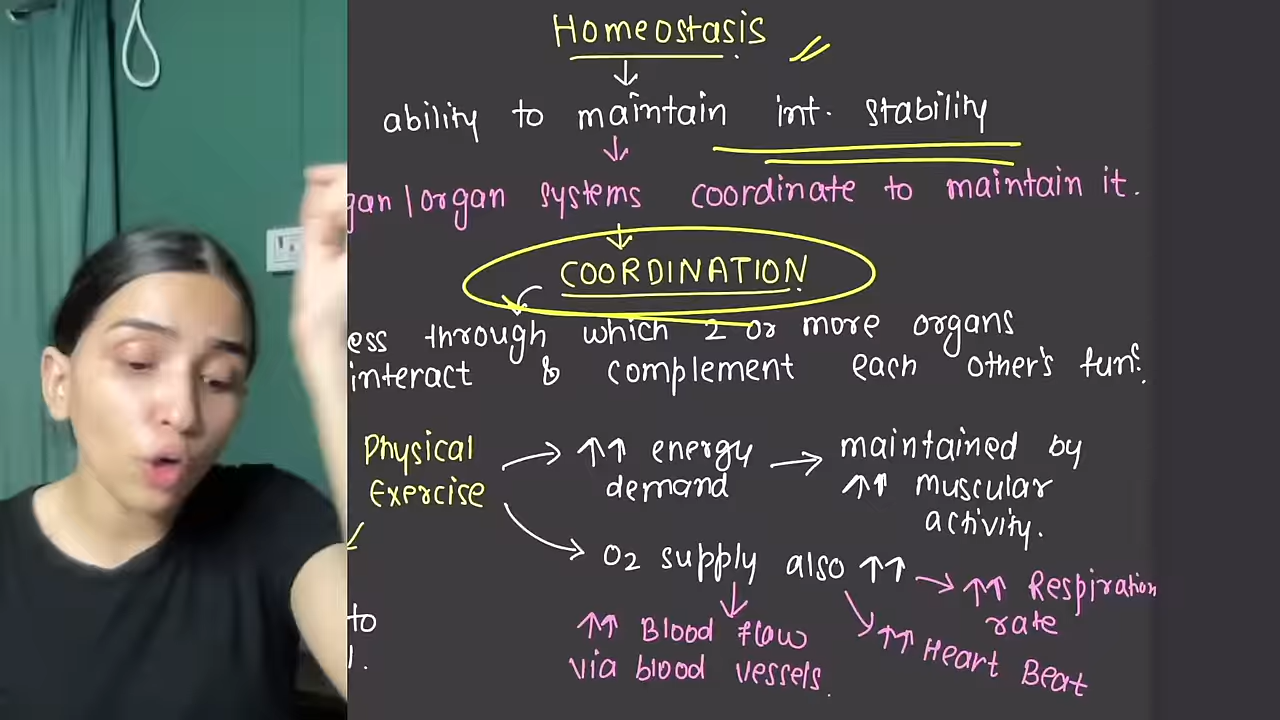 Homeostasis
ability to maintain int. stability
gan/organ systems coordinate to maintain it.
COORDINATION
ess through which 2 or more organs
interact & complement each other's funⁿ.
Physical
Exercise
↑↑ energy
demand
maintained by
↑↑ muscular
activity.
O2 supply also ↑↑
↑↑ Respiration
rate
↑↑ Heart Beat
↑↑ Blood flow
via blood vessels.
to